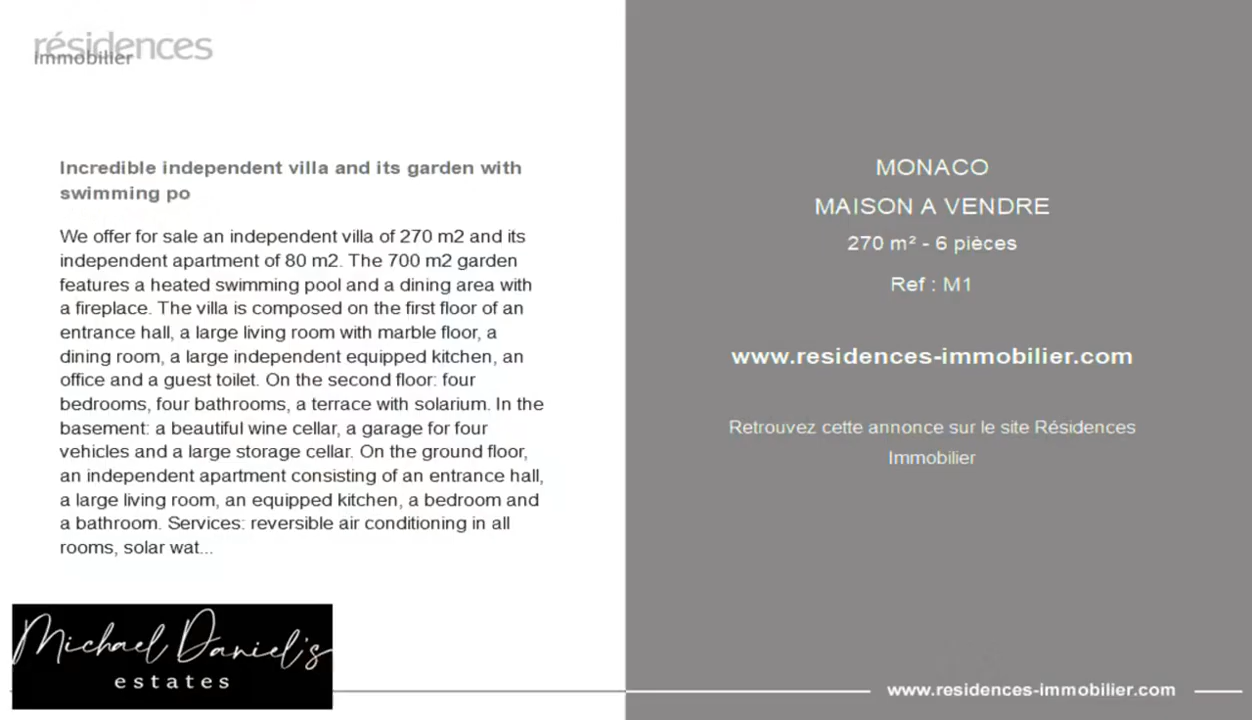 résidences
Immobilier
Incredible independent villa and its garden with
swimming po
We offer for sale an independent villa of 270 m2 and its
independent apartment of 80 m2. The 700 m2 garden
features a heated swimming pool and a dining area with
a fireplace. The villa is composed on the first floor of an
entrance hall, a large living room with marble floor, a
dining room, a large independent equipped kitchen, an
office and a guest toilet. On the second floor: four
bedrooms, four bathrooms, a terrace with solarium. In the
basement: a beautiful wine cellar, a garage for four
vehicles and a large storage cellar. On the ground floor,
an independent apartment consisting of an entrance hall,
a large living room, an equipped kitchen, a bedroom and
a bathroom. Services: reversible air conditioning in all
rooms, solar wat...
Michael Daniel's
estates
MONACO
MAISON A VENDRE
270 m² - 6 pièces
Ref : M1
www.residences-immobilier.com
Retrouvez cette annonce sur le site Résidences
Immobilier
www.residences-immobilier.com